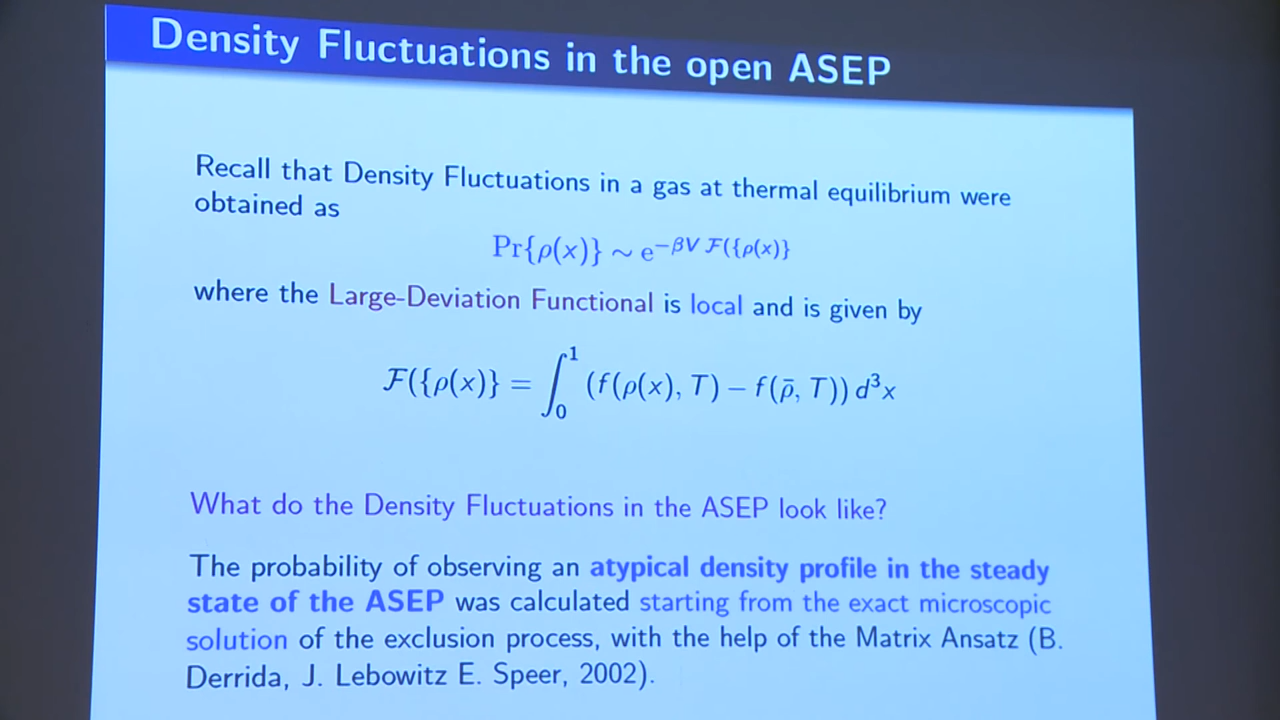 Density Fluctuations in the open ASEP
Recall that Density Fluctuations in a gas at thermal equilibrium were
obtained as
Pr{ρ(x)} ∼ e^{−βV ℱ({ρ(x)}}
where the Large-Deviation Functional is local and is given by
ℱ({ρ(x)} = ∫₀¹ (f(ρ(x), T) − f(ρ̄, T)) d³x
What do the Density Fluctuations in the ASEP look like?
The probability of observing an atypical density profile in the steady
state of the ASEP was calculated starting from the exact microscopic
solution of the exclusion process, with the help of the Matrix Ansatz (B.
Derrida, J. Lebowitz E. Speer, 2002).